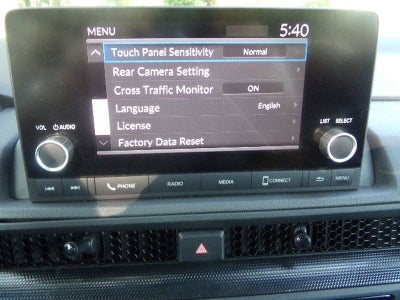 MENU 5:40
Touch Panel Sensitivity Normal
Rear Camera Setting
Cross Traffic Monitor ON
Language English
License
Factory Data Reset
VOL AUDIO
LIST SELECT
PHONE RADIO MEDIA CONNECT MENU